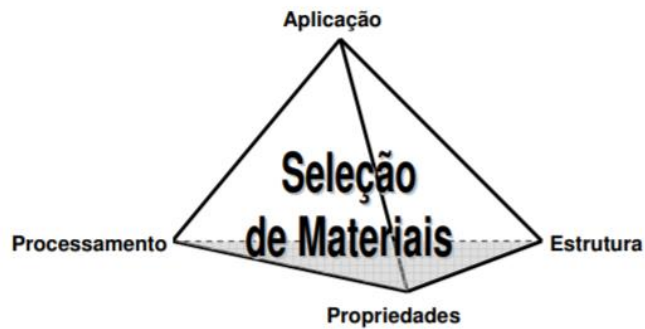 Aplicação
Seleção
de Materiais
Processamento
Estrutura
Propriedades